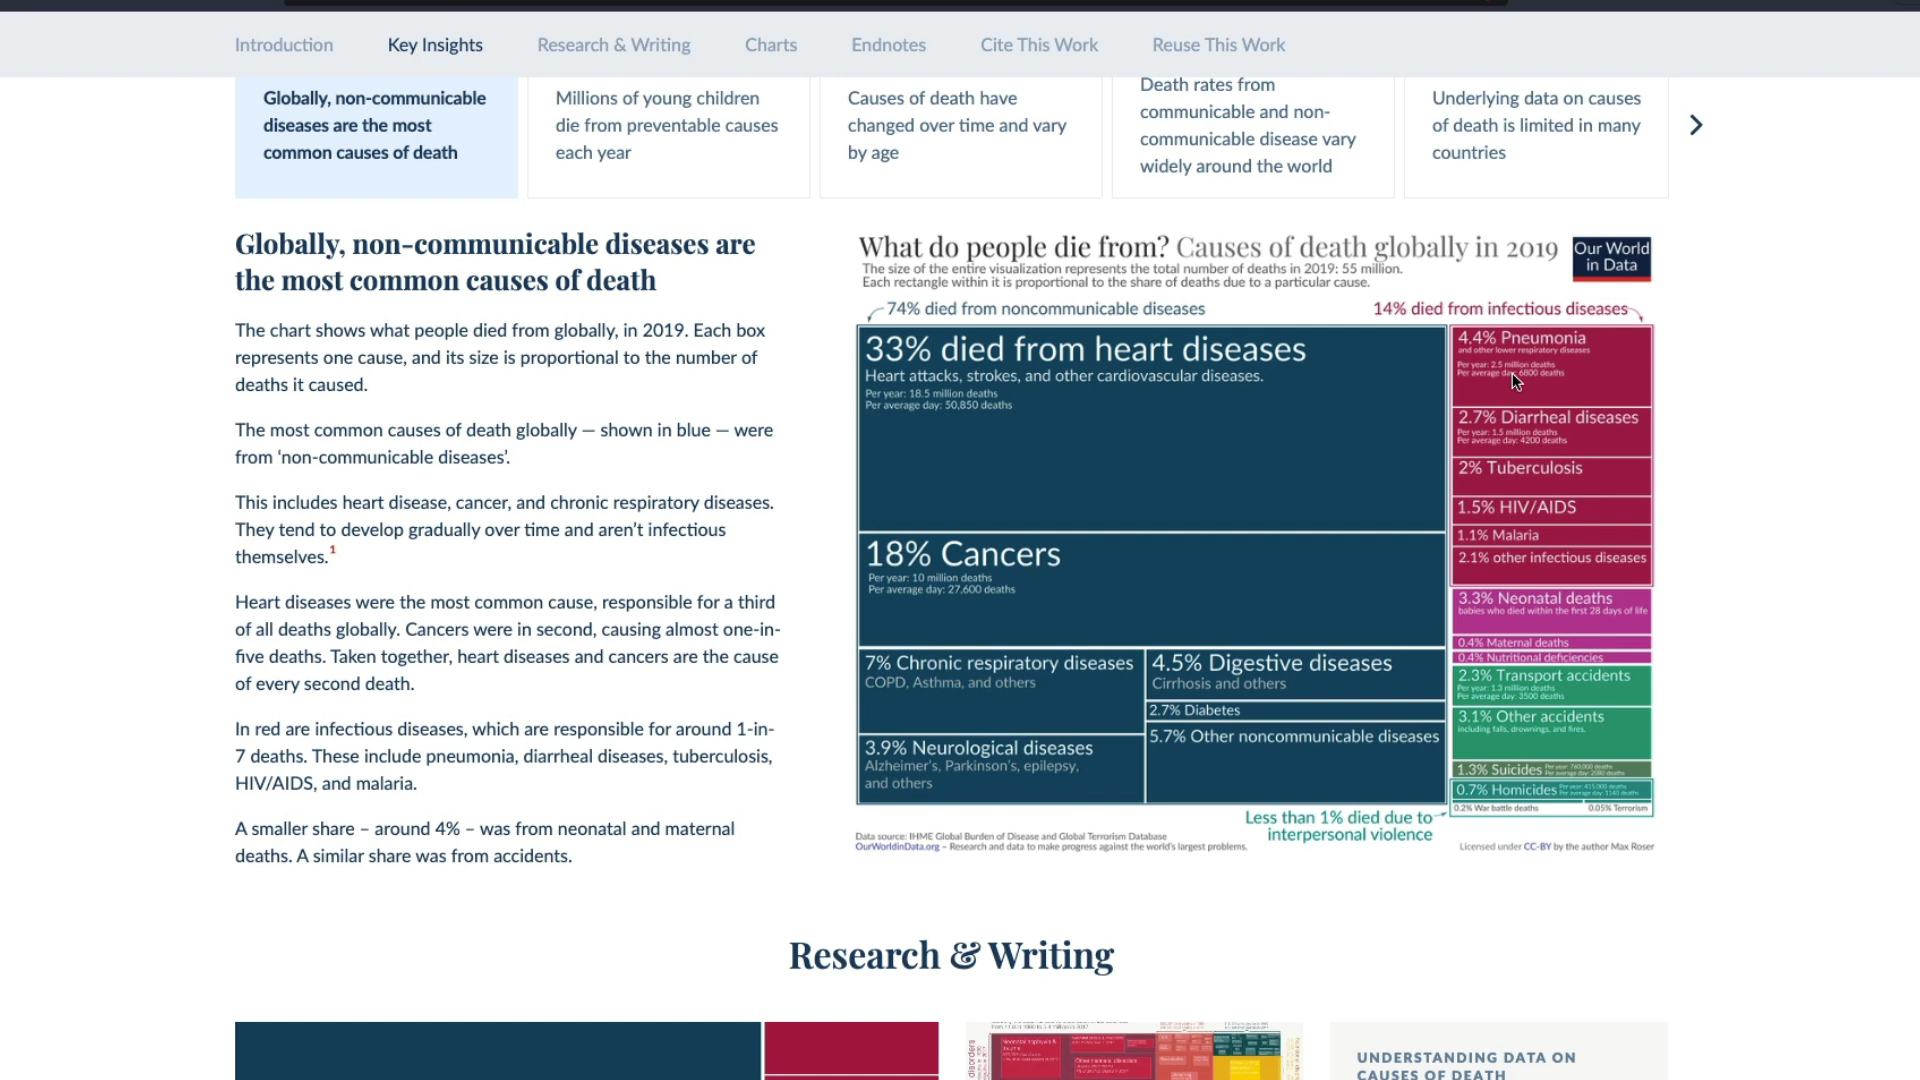 Introduction
Key Insights
Research & Writing
Charts
Endnotes
Cite This Work
Reuse This Work
Globally, non-communicable
diseases are the most
common causes of death
Millions of young children
die from preventable causes
each year
Causes of death have
changed over time and vary
by age
Death rates from
communicable and non-
communicable disease vary
widely around the world
Underlying data on causes
of death is limited in many
countries
Globally, non-communicable diseases are
the most common causes of death
The chart shows what people died from globally, in 2019. Each box
represents one cause, and its size is proportional to the number of
deaths it caused.
The most common causes of death globally — shown in blue — were
from ‘non-communicable diseases’.
This includes heart disease, cancer, and chronic respiratory diseases.
They tend to develop gradually over time and aren’t infectious
themselves.1
Heart diseases were the most common cause, responsible for a third
of all deaths globally. Cancers were in second, causing almost one-in-
five deaths. Taken together, heart diseases and cancers are the cause
of every second death.
In red are infectious diseases, which are responsible for around 1-in-
7 deaths. These include pneumonia, diarrheal diseases, tuberculosis,
HIV/AIDS, and malaria.
A smaller share – around 4% – was from neonatal and maternal
deaths. A similar share was from accidents.
What do people die from? Causes of death globally in 2019
Our World
in Data
The size of the entire visualization represents the total number of deaths in 2019: 55 million.
Each rectangle within it is proportional to the share of deaths due to a particular cause.
74% died from noncommunicable diseases
14% died from infectious diseases
33% died from heart diseases
Heart attacks, strokes, and other cardiovascular diseases.
Per year: 18.5 million deaths
Per average day: 50,850 deaths
18% Cancers
Per year: 10 million deaths
Per average day: 27,600 deaths
7% Chronic respiratory diseases
COPD, Asthma, and others
3.9% Neurological diseases
Alzheimer’s, Parkinson’s, epilepsy,
and others
4.5% Digestive diseases
Cirrhosis and others
2.7% Diabetes
5.7% Other noncommunicable diseases
4.4% Pneumonia
and other lower respiratory diseases
Per year: 2.5 million deaths
Per average day: 6800 deaths
2.7% Diarrheal diseases
Per year: 1.5 million deaths
Per average day: 4200 deaths
2% Tuberculosis
1.5% HIV/AIDS
1.1% Malaria
2.1% other infectious diseases
3.3% Neonatal deaths
babies who died within the first 28 days of life
0.4% Maternal deaths
0.4% Nutritional deficiencies
2.3% Transport accidents
Per year: 1.3 million deaths
Per average day: 3500 deaths
3.1% Other accidents
including falls, drownings, and fires.
1.3% Suicides
Per year: 760,000 deaths
Per average day: 2080 deaths
0.7% Homicides
Per year: 415,000 deaths
Per average day: 1140 deaths
0.2% War battle deaths
0.05% Terrorism
Less than 1% died due to
interpersonal violence
Data source: IHME Global Burden of Disease and Global Terrorism Database
OurWorldinData.org – Research and data to make progress against the world’s largest problems.
Licensed under CC-BY by the author Max Roser
Research & Writing
UNDERSTANDING DATA ON
CAUSES OF DEATH